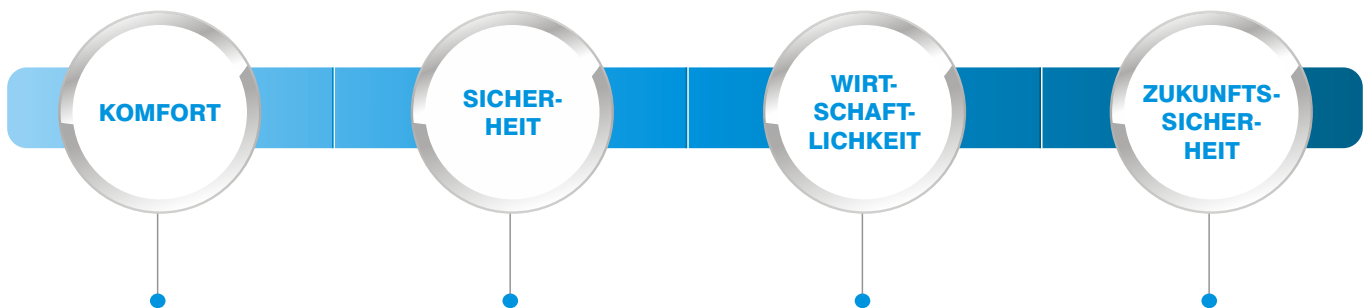 KOMFORT
SICHER-
HEIT
WIRT-
SCHAFT-
LICHKEIT
ZUKUNFTS-
SICHER-
HEIT